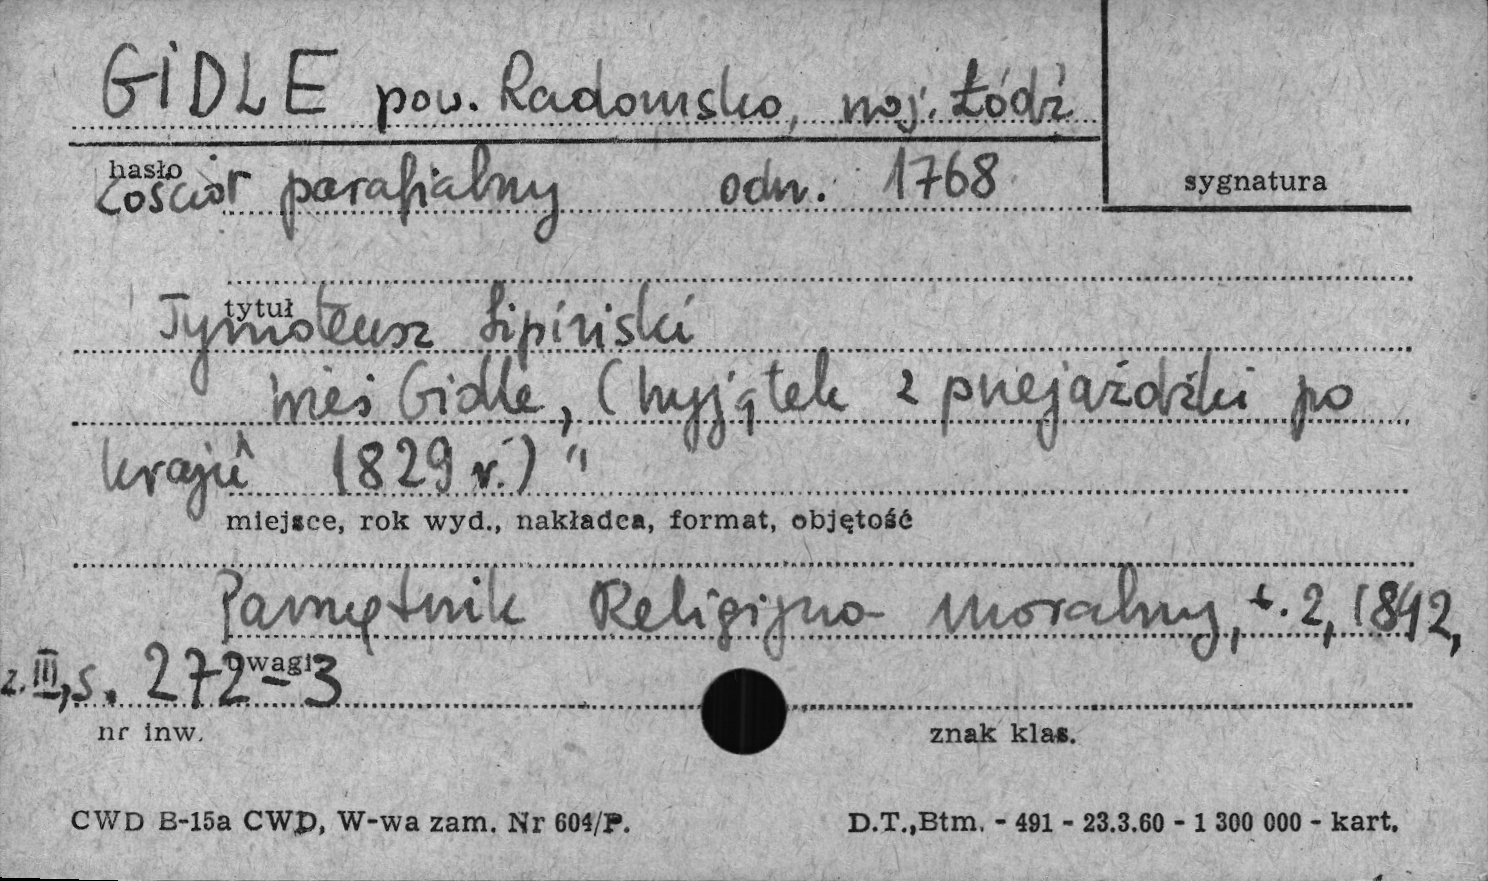 GIDLE pow. Radomsko, woj. Łódź
hasło
sygnatura
kościół parafialny odn. 1768
tytuł
Tymoteusz Lipiński
wieś Gidle, (wyjątek z przejażdżki po
kraju 1829 r.)"
miejsce, rok wyd., nakładca, format, objętość
Pamiętnik Religijno-Moralny, t. 2, 1842,
uwagi
z. III, s. 272-3
nr inw.
znak klas.
CWD B-15a CWD, W-wa zam. Nr 604/P.
D.T., Btm. - 491 - 23.3.60 - 1 300 000 - kart.